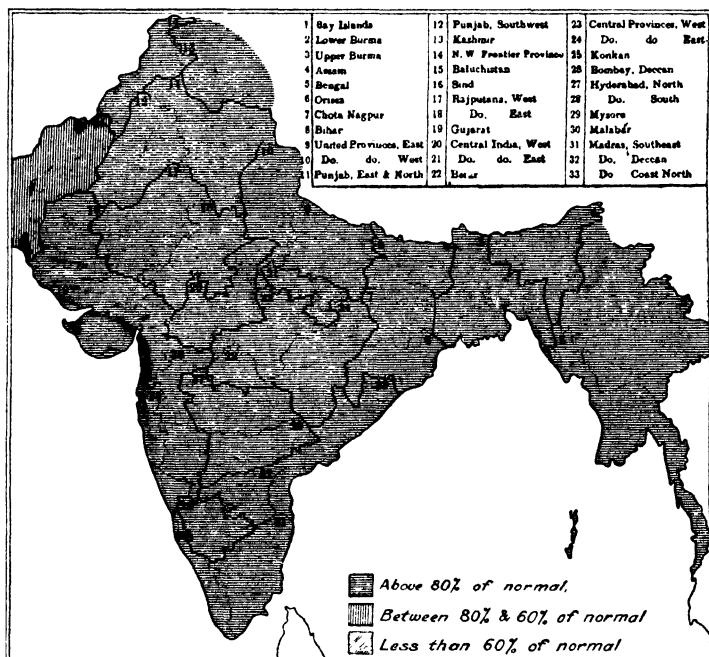 1 Bay Islands
2 Lower Burma
3 Upper Burma
4 Assam
5 Bengal
6 Orissa
7 Chota Nagpur
8 Bihar
9 United Provinces, East
10 Do. do. West
11 Punjab, East & North
12 Punjab, Southwest
13 Kashmir
14 N.W Frontier Province
15 Baluchistan
16 Sind
17 Rajputana, West
18 Do. East
19 Gujarat
20 Central India, West
21 Do. do. East
22 Berar
23 Central Provinces, West
24 Do. do East
25 Konkan
26 Bombay, Deccan
27 Hyderabad, North
28 Do. South
29 Mysore
30 Malabar
31 Madras, Southeast
32 Do. Deccan
33 Do Coast North
Above 80% of normal,
Between 80% & 60% of normal
Less than 60% of normal